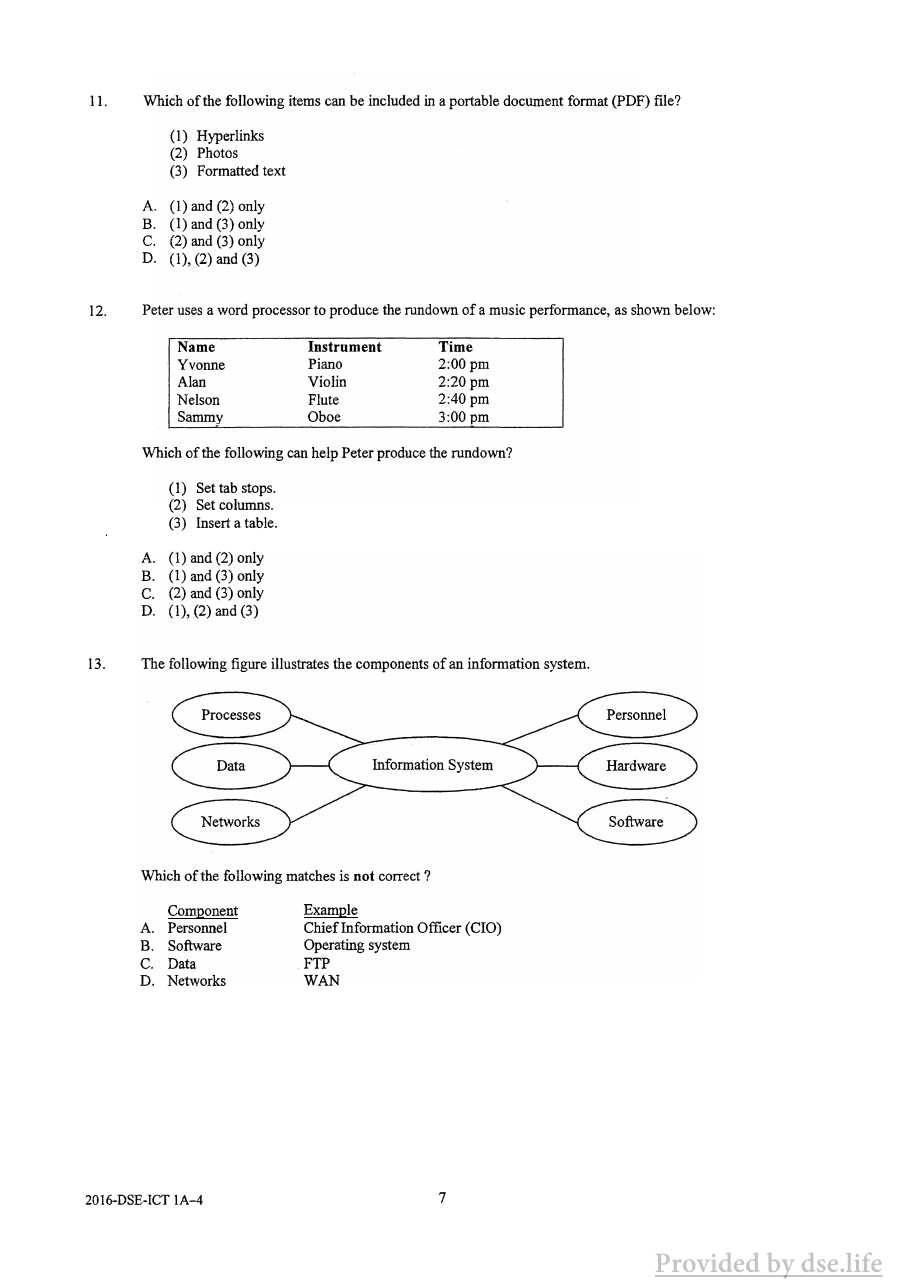 11. Which of the following items can be included in a portable document format (PDF) file?
(1) Hyperlinks
(2) Photos
(3) Formatted text
A. (1) and (2) only
B. (1) and (3) only
C. (2) and (3) only
D. (1), (2) and (3)
12. Peter uses a word processor to produce the rundown of a music performance, as shown below:
Name Instrument Time
Yvonne Piano 2:00 pm
Alan Violin 2:20 pm
Nelson Flute 2:40 pm
Sammy Oboe 3:00 pm
Which of the following can help Peter produce the rundown?
(1) Set tab stops.
(2) Set columns.
(3) Insert a table.
A. (1) and (2) only
B. (1) and (3) only
C. (2) and (3) only
D. (1), (2) and (3)
13. The following figure illustrates the components of an information system.
Processes Personnel
Data Information System Hardware
Networks Software
Which of the following matches is not correct ?
Component Example
A. Personnel Chief Information Officer (CIO)
B. Software Operating system
C. Data FTP
D. Networks WAN
2016-DSE-ICT 1A–4 7
Provided by dse.life